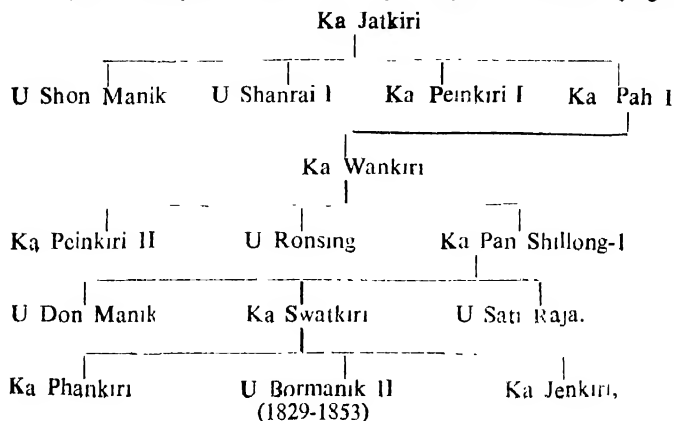 Ka Jatkiri
U Shon Manik U Shanrai I Ka Peinkiri I Ka Pah I
Ka Wankiri
Ka Peinkiri II U Ronsing Ka Pan Shillong-I
U Don Manik Ka Swatkiri U Sati Raja.
Ka Phankiri U Bormanik II Ka Jenkiri,
(1829-1853)